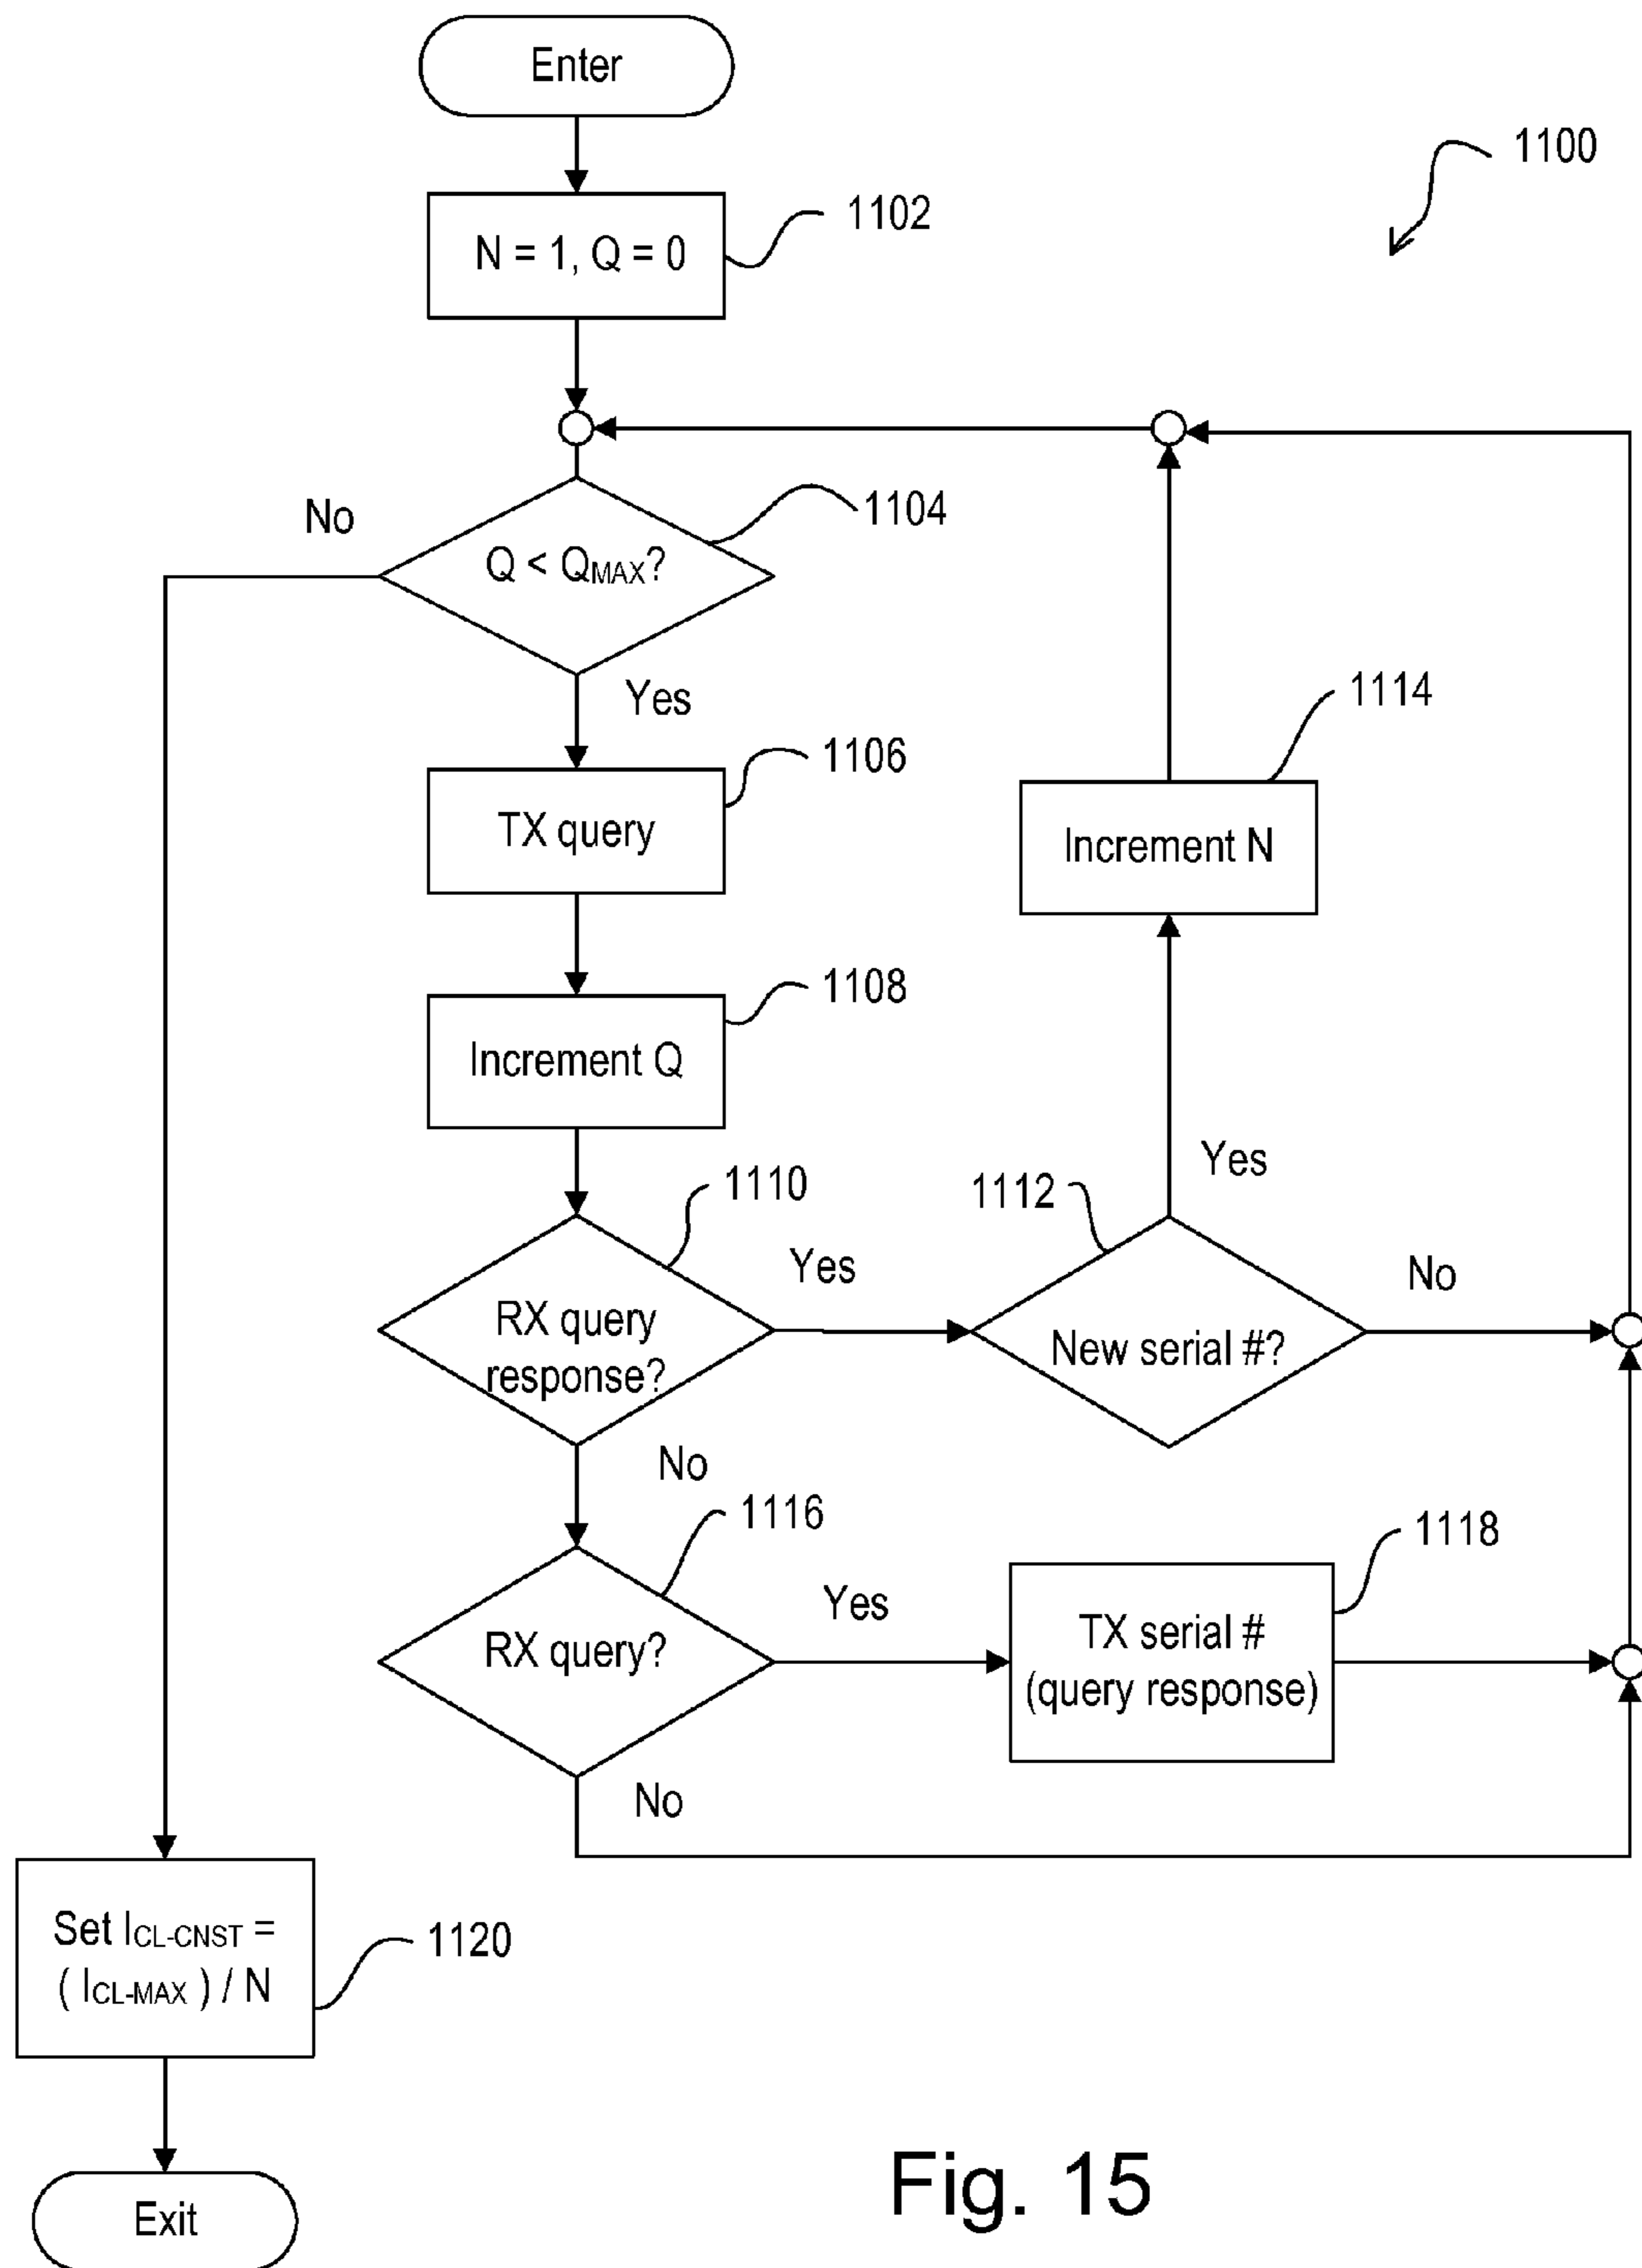 Enter
1100
1102
N = 1, Q = 0
No
1104
Q < QMAX?
Yes
1114
1106
TX query
Increment N
1108
Increment Q
Yes
1110
1112
Yes
No
RX query
response?
New serial #?
No
1116
1118
Yes
TX serial #
(query response)
RX query?
No
Set ICL-CNST =
( ICL-MAX ) / N
1120
Exit
Fig. 15